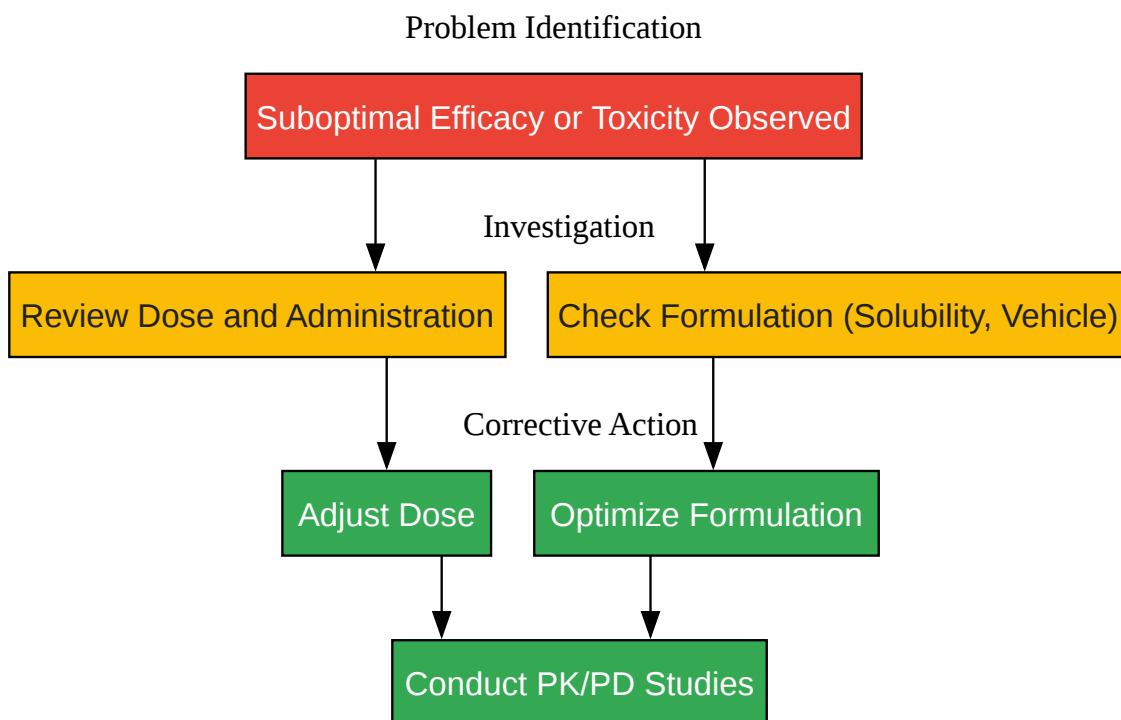 Problem Identification
Suboptimal Efficacy or Toxicity Observed
Investigation
Review Dose and Administration
Check Formulation (Solubility, Vehicle)
Corrective Action
Adjust Dose
Optimize Formulation
Conduct PK/PD Studies